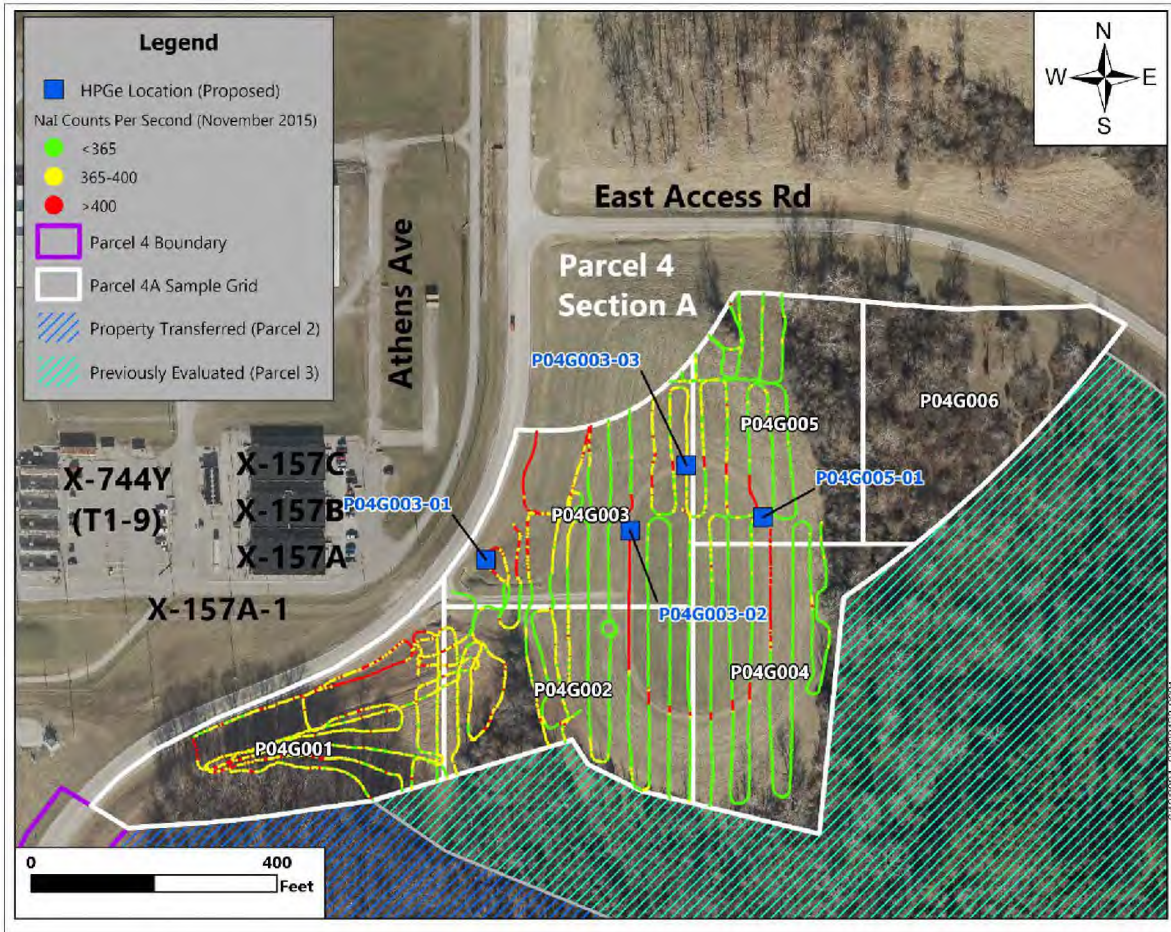 Legend
HPGe Location (Proposed)
NaI Counts Per Second (November 2015)
<365
365-400
>400
Parcel 4 Boundary
Parcel 4A Sample Grid
Property Transferred (Parcel 2)
Previously Evaluated (Parcel 3)
N
W E
S
East Access Rd
Athens Ave
Parcel 4
Section A
P04G003-03
P04G006
P04G005
X-744Y
(T1-9)
X-157C
X-157B
X-157A
P04G003-01
P04G005-01
P04G003
P04G003-02
X-157A-1
P04G004
P04G002
P04G001
0 400
Feet